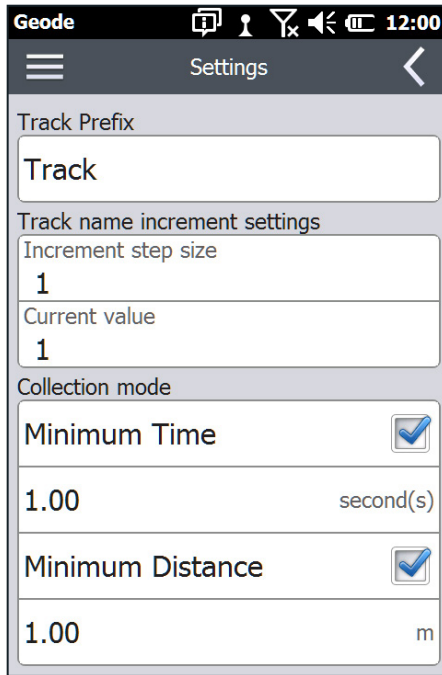 Geode 12:00
Settings
Track Prefix
Track
Track name increment settings
Increment step size
1
Current value
1
Collection mode
Minimum Time
1.00 second(s)
Minimum Distance
1.00 m